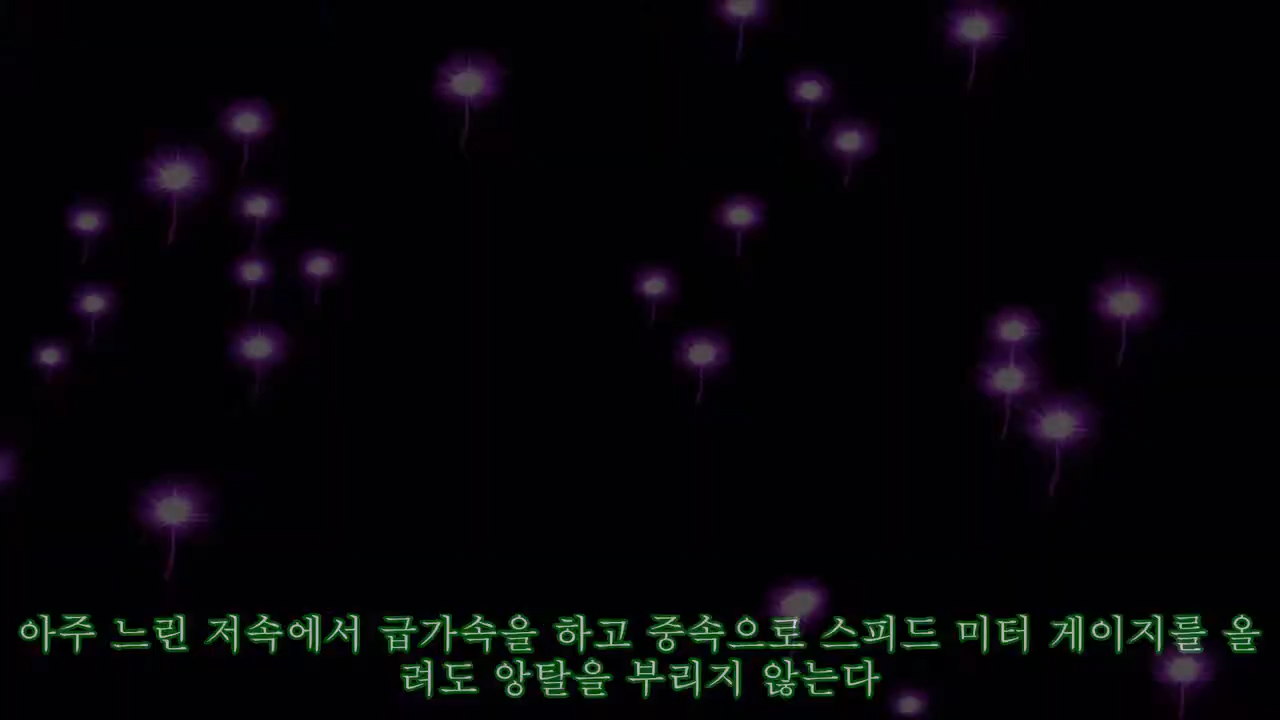 아주 느린 저속에서 급가속을 하고 중속으로 스피드 미터 게이지를 올
려도 앙탈을 부리지 않는다